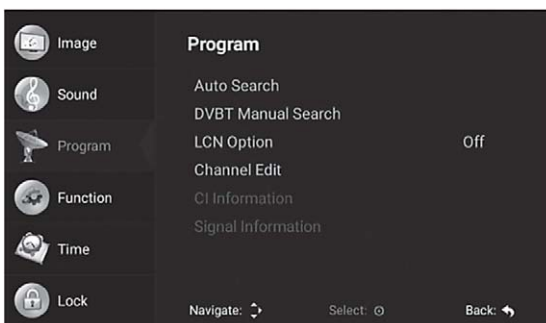 Image
Sound
Program
Function
Time
Lock
Program
Auto Search
DVBT Manual Search
LCN Option Off
Channel Edit
CI Information
Signal Information
Navigate: Select: Back: